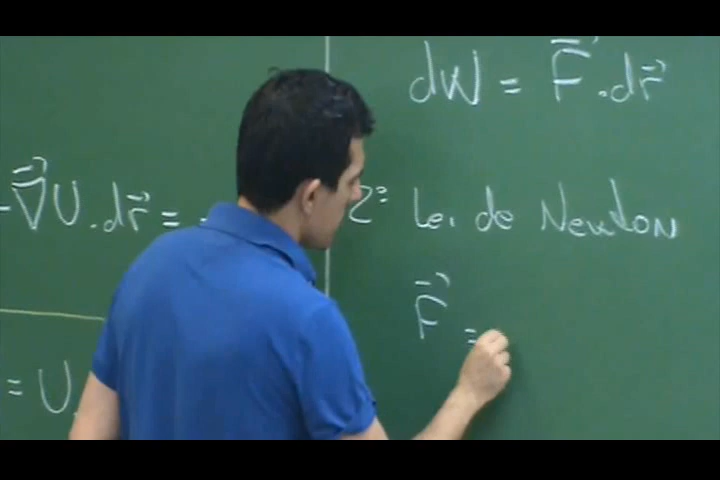 -∇⃗U.dr⃗ = -
= U
dW = F⃗.dr⃗
2ª Lei de Newton
F⃗ =